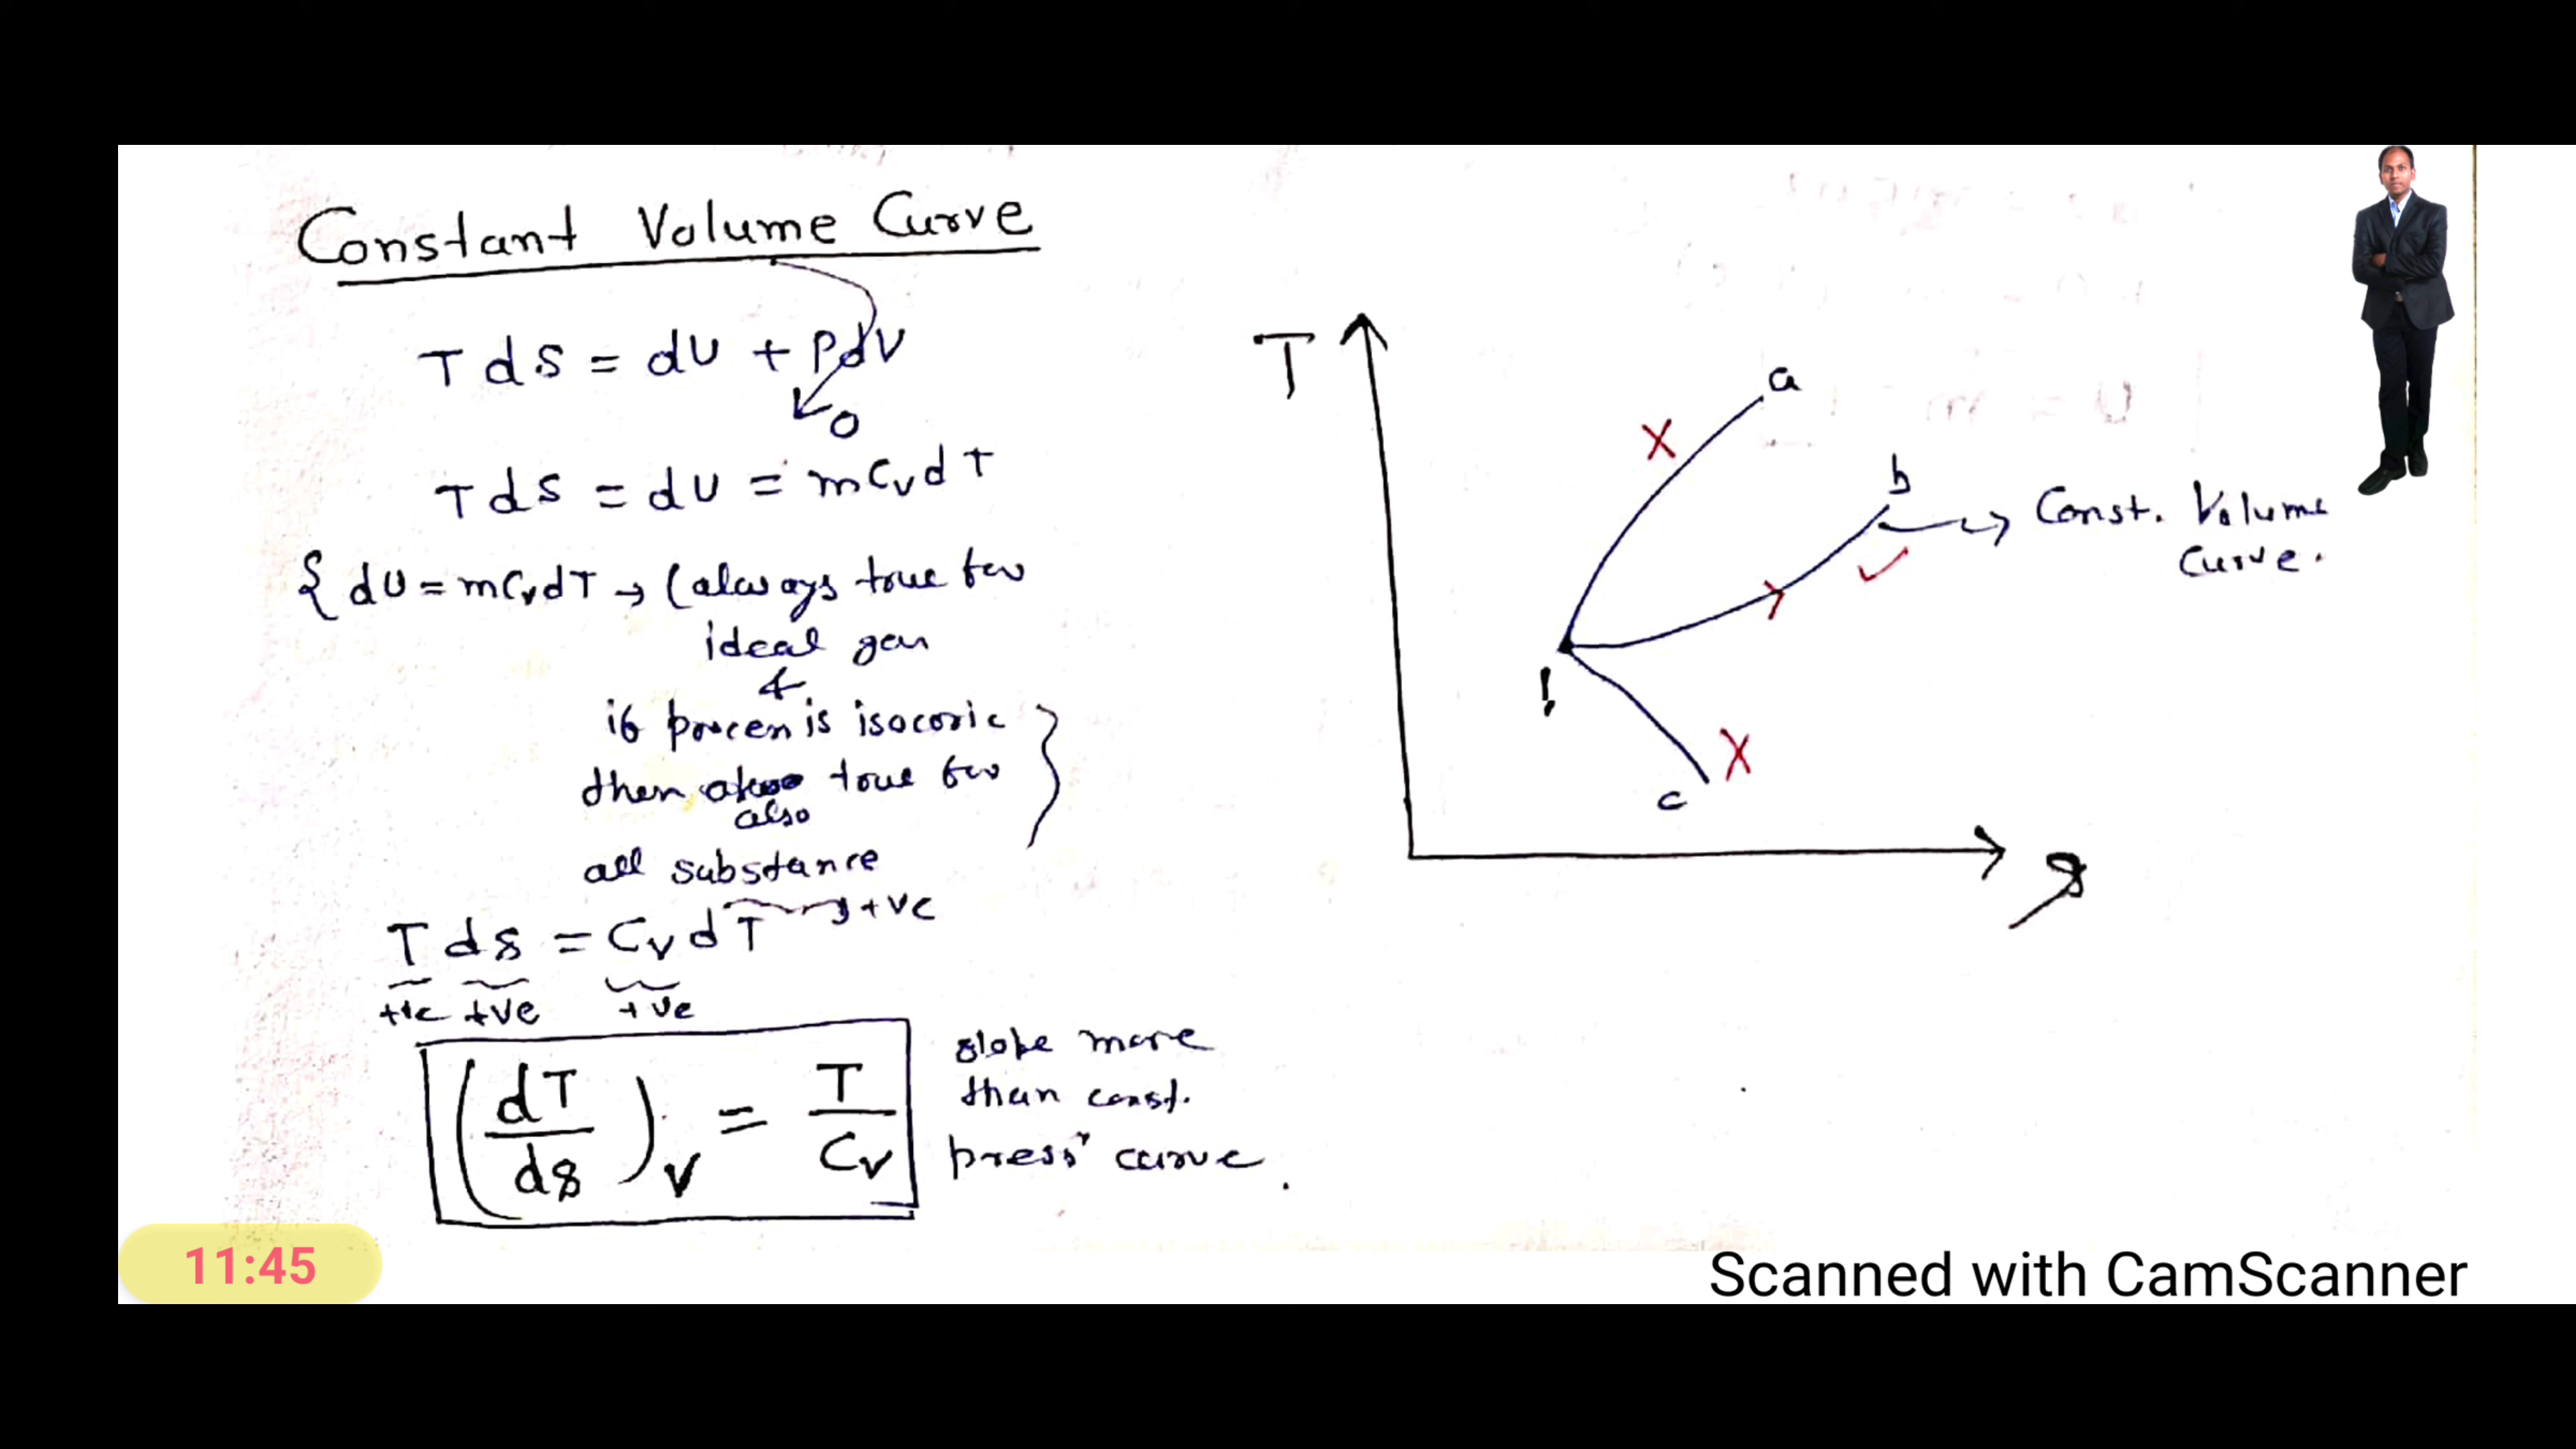 Constant Volume Curve
T dS = dU + PdV
0
T dS = dU = mCvdT
{ dU = mCvdT → (always true for
ideal gas
&
if process is isocoric
then true for
also
all substance }
T ds = Cv dT → +ve
+ve +ve +ve
(dT/ds)v = T/Cv
slope more
than const.
press^r curve.
T
a
X
b
→ Const. Volume
Curve.
✓
1
X
c
s
11:45
Scanned with CamScanner